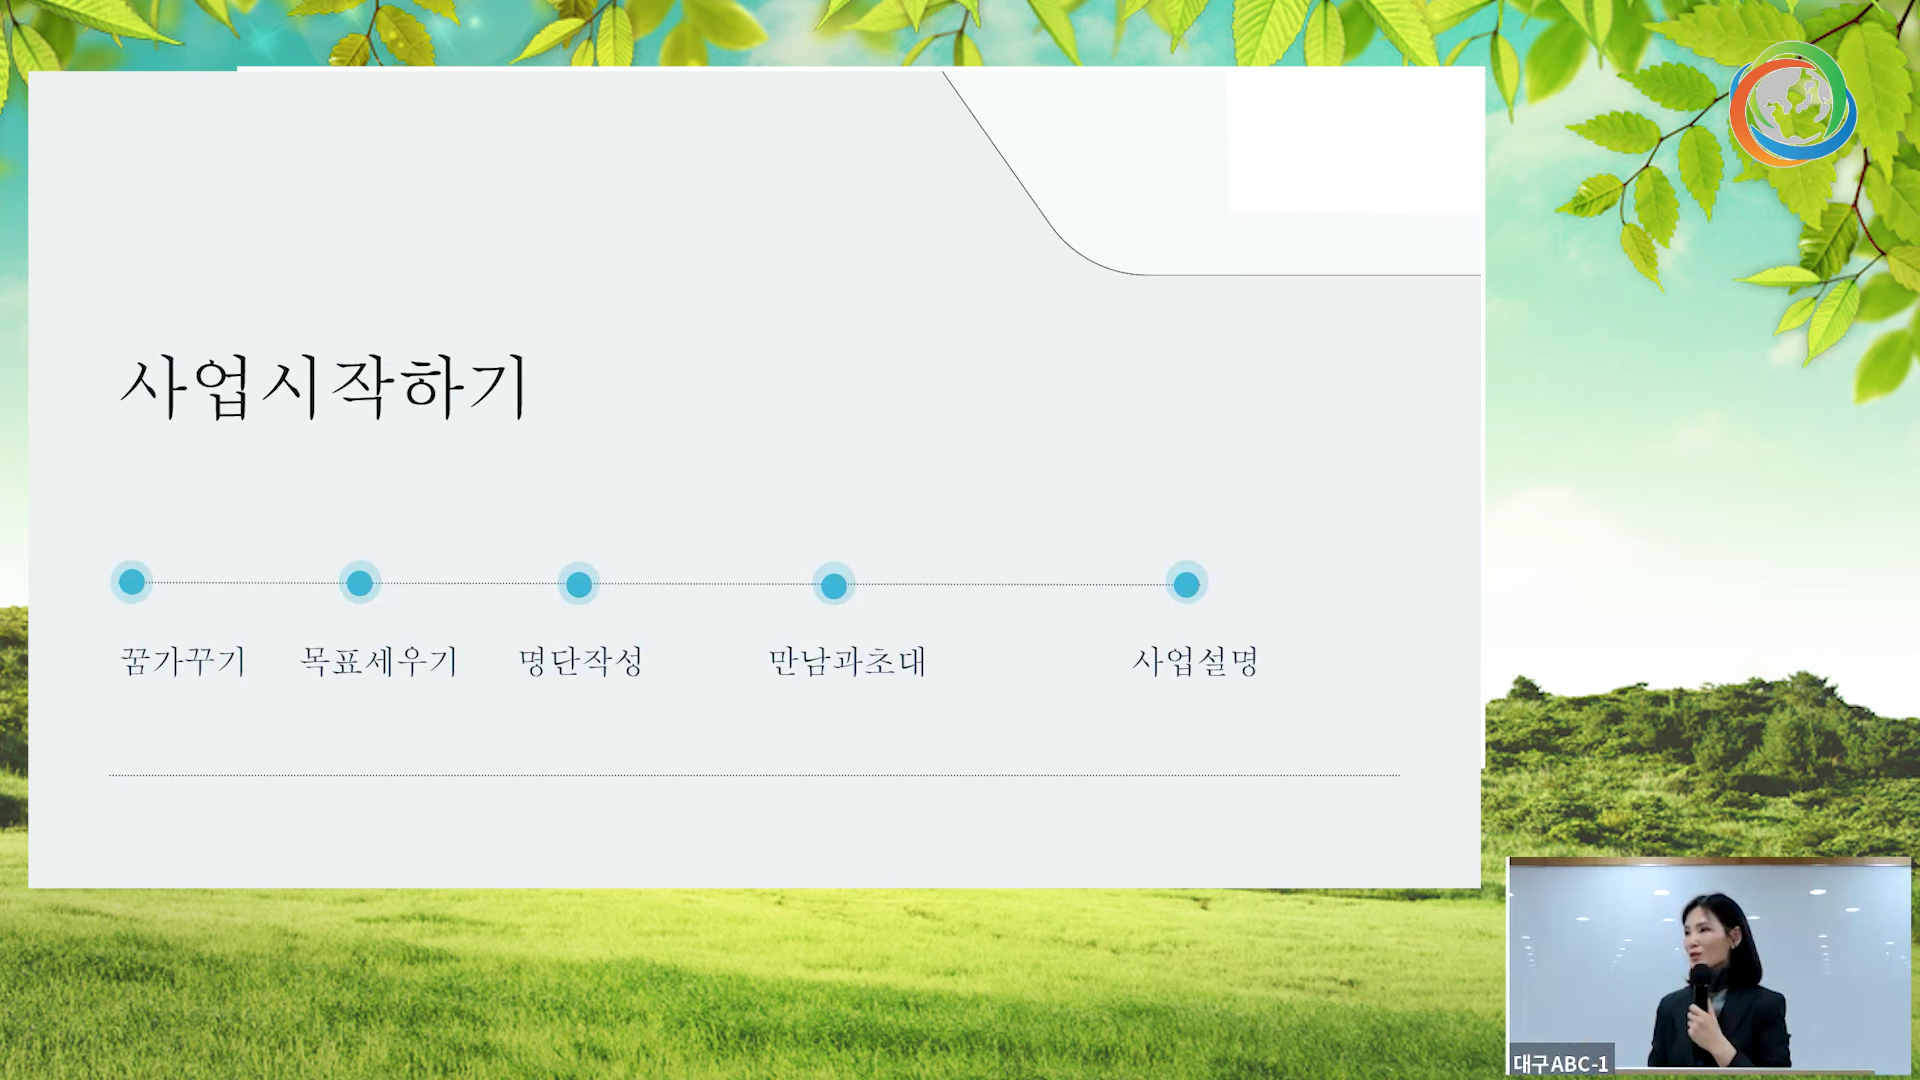 사업시작하기
꿈가꾸기
목표세우기
명단작성
만남과초대
사업설명
대구ABC-1